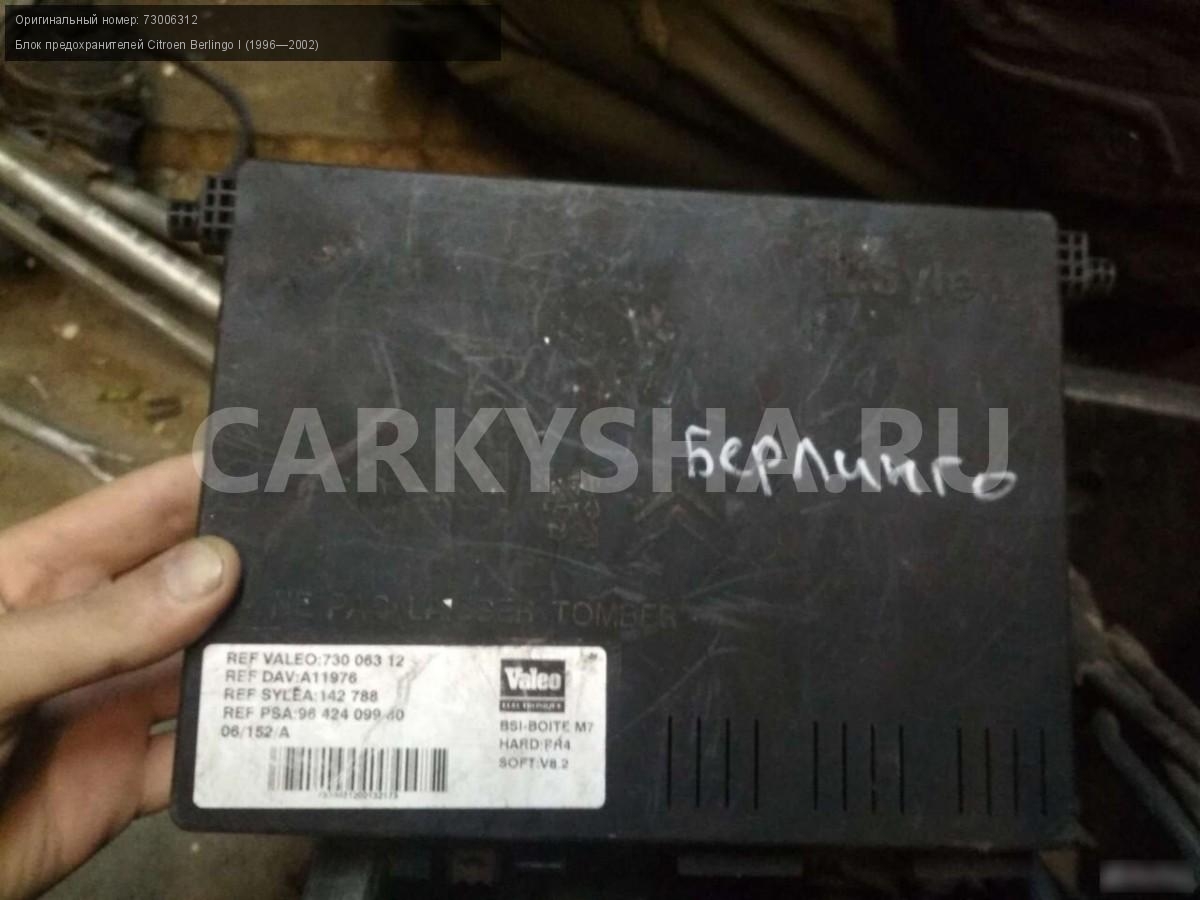 Оригинальный номер: 73006312
Блок предохранителей Citroen Berlingo I (1996—2002)
CARKYSHA.RU
Берлинго
NE PAS LAISSER TOMBER
REF VALEO:730 063 12
REF DAV:A11976
REF SYLEA:142 788
REF PSA:96 424 099 80
06/152/A
Valeo
ELECTRONIQUE
BSI-BOITE M7
HARD:PH4
SOFT:V8.2